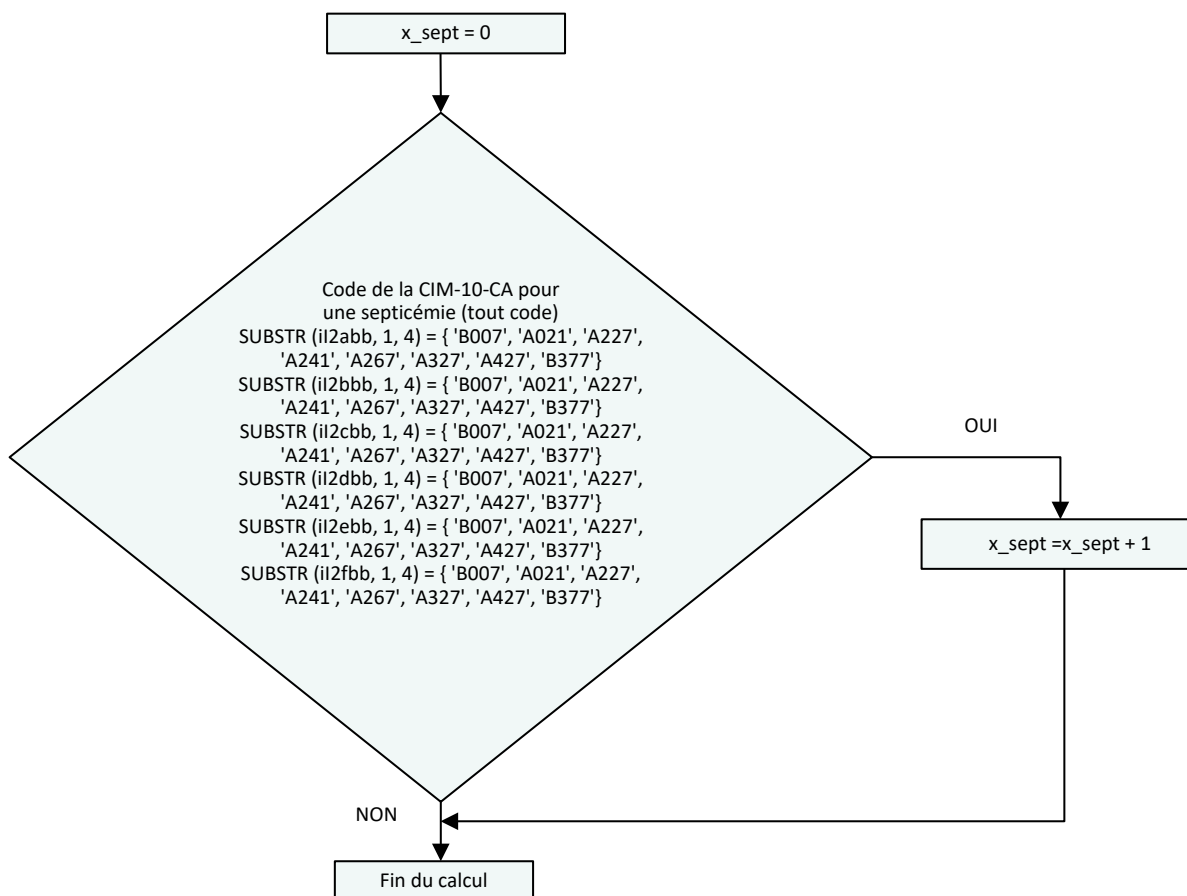 x_sept = 0
Code de la CIM-10-CA pour
une septicémie (tout code)
SUBSTR (iI2abb, 1, 4) = { 'B007', 'A021', 'A227',
'A241', 'A267', 'A327', 'A427', 'B377'}
SUBSTR (iI2bbb, 1, 4) = { 'B007', 'A021', 'A227',
'A241', 'A267', 'A327', 'A427', 'B377'}
SUBSTR (iI2cbb, 1, 4) = { 'B007', 'A021', 'A227',
'A241', 'A267', 'A327', 'A427', 'B377'}
SUBSTR (iI2dbb, 1, 4) = { 'B007', 'A021', 'A227',
'A241', 'A267', 'A327', 'A427', 'B377'}
SUBSTR (iI2ebb, 1, 4) = { 'B007', 'A021', 'A227',
'A241', 'A267', 'A327', 'A427', 'B377'}
SUBSTR (iI2fbb, 1, 4) = { 'B007', 'A021', 'A227',
'A241', 'A267', 'A327', 'A427', 'B377'}
OUI
x_sept =x_sept + 1
NON
Fin du calcul